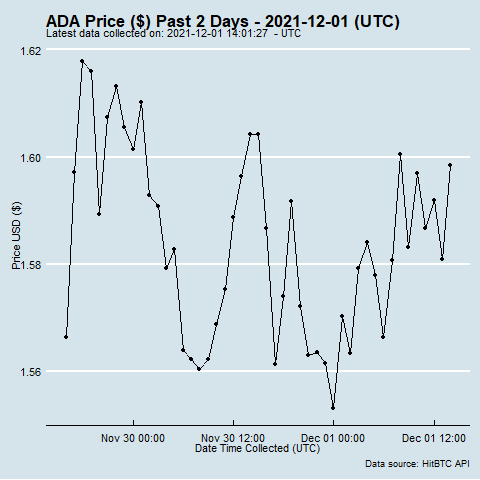 ADA Price ($) Past 2 Days - 2021-12-01 (UTC)
Latest data collected on: 2021-12-01 14:01:27 - UTC
1.62
1.60
1.58
1.56
Price USD ($)
Nov 30 00:00 Nov 30 12:00 Dec 01 00:00 Dec 01 12:00
Date Time Collected (UTC)
Data source: HitBTC API